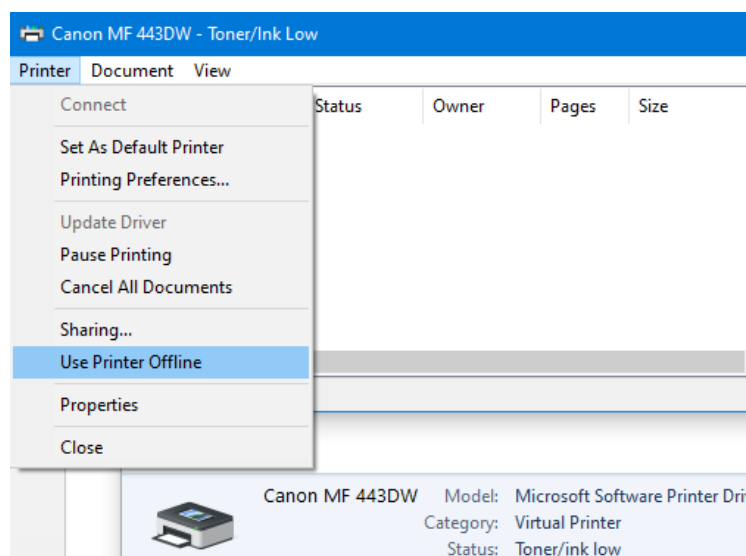 Canon MF 443DW - Toner/Ink Low
Printer Document View
Status Owner Pages Size
Connect
Set As Default Printer
Printing Preferences...
Update Driver
Pause Printing
Cancel All Documents
Sharing...
Use Printer Offline
Properties
Close
Canon MF 443DW Model: Microsoft Software Printer Dri
Category: Virtual Printer
Status: Toner/ink low